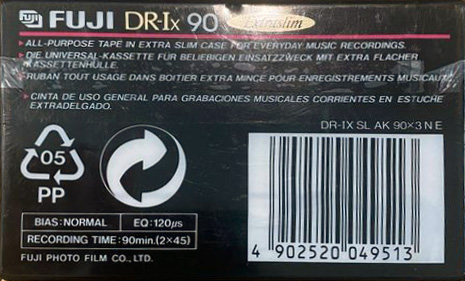 FUJI DR-Ix 90 Extraslim
ALL-PURPOSE TAPE IN EXTRA SLIM CASE FOR EVERYDAY MUSIC RECORDINGS.
DIE UNIVERSAL-KASSETTE FÜR BELIEBIGEN EINSATZZWECK MIT EXTRA FLACHER
KASSETTENHÜLLE.
RUBAN TOUT USAGE DANS BOITIER EXTRA MINCE POUR ENREGISTREMENTS MUSICAUX.
CINTA DE USO GENERAL PARA GRABACIONES MUSICALES CORRIENTES EN ESTUCHE
EXTRADELGADO.
DR-IX SL AK 90×3 N E
05
PP
BIAS: NORMAL EQ: 120µs
RECORDING TIME: 90min. (2×45)
FUJI PHOTO FILM CO., LTD.
4 902520 049513